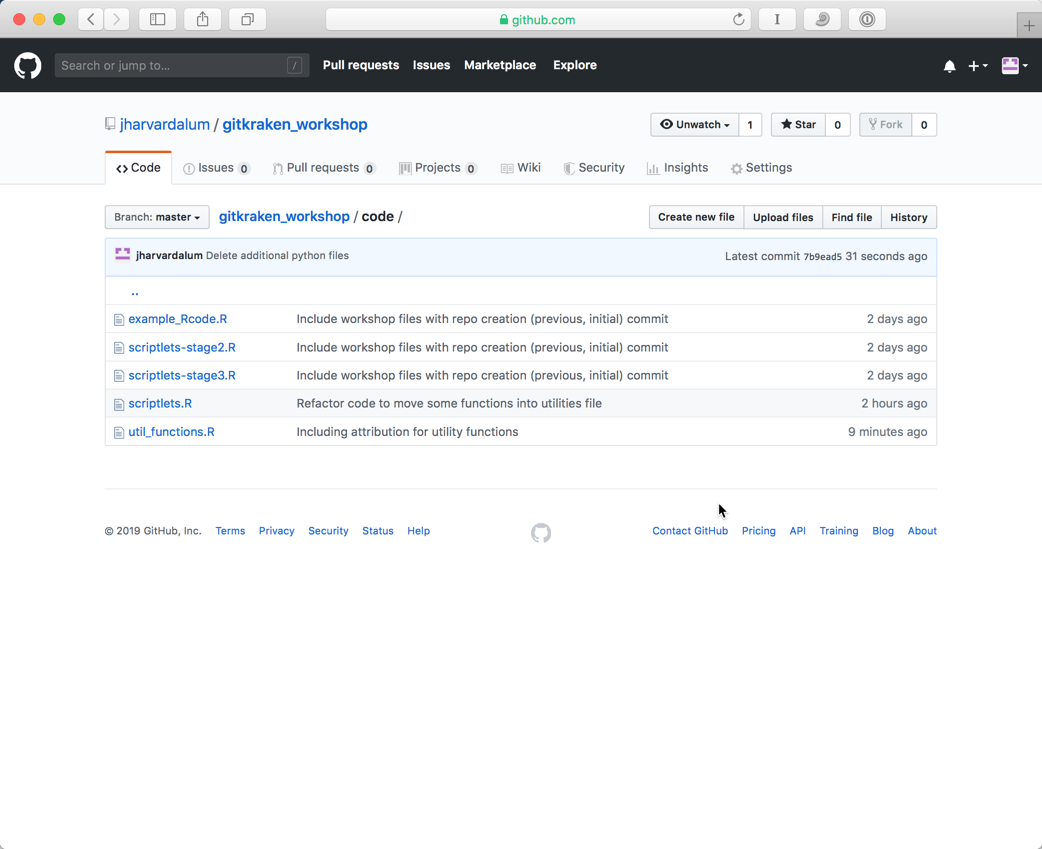 github.com
Search or jump to... / Pull requests Issues Marketplace Explore
jharvardalum / gitkraken_workshop Unwatch 1 Star 0 Fork 0
Code Issues 0 Pull requests 0 Projects 0 Wiki Security Insights Settings
Branch: master gitkraken_workshop / code / Create new file Upload files Find file History
jharvardalum Delete additional python files Latest commit 7b9ead5 31 seconds ago
..
example_Rcode.R Include workshop files with repo creation (previous, initial) commit 2 days ago
scriptlets-stage2.R Include workshop files with repo creation (previous, initial) commit 2 days ago
scriptlets-stage3.R Include workshop files with repo creation (previous, initial) commit 2 days ago
scriptlets.R Refactor code to move some functions into utilities file 2 hours ago
util_functions.R Including attribution for utility functions 9 minutes ago
© 2019 GitHub, Inc. Terms Privacy Security Status Help Contact GitHub Pricing API Training Blog About